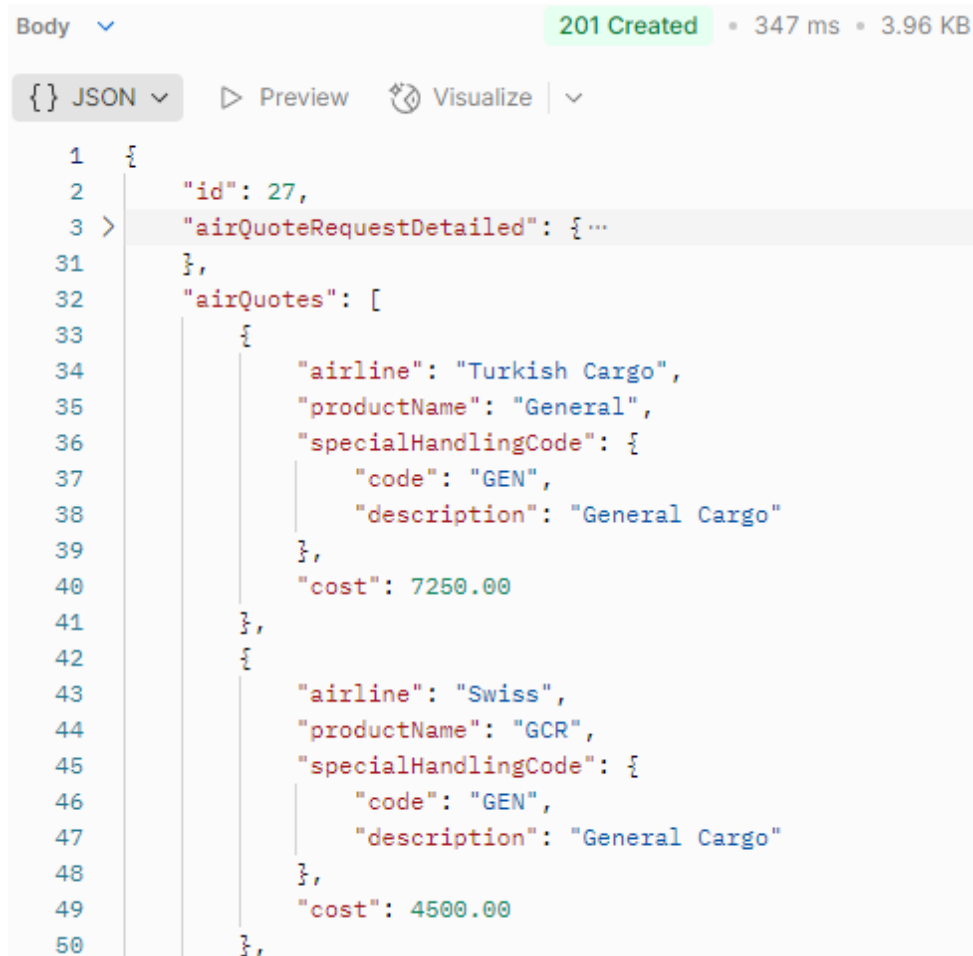 Body 201 Created • 347 ms • 3.96 KB
{} JSON Preview Visualize
1 {
2 "id": 27,
3 "airQuoteRequestDetailed": {…
31 },
32 "airQuotes": [
33 {
34 "airline": "Turkish Cargo",
35 "productName": "General",
36 "specialHandlingCode": {
37 "code": "GEN",
38 "description": "General Cargo"
39 },
40 "cost": 7250.00
41 },
42 {
43 "airline": "Swiss",
44 "productName": "GCR",
45 "specialHandlingCode": {
46 "code": "GEN",
47 "description": "General Cargo"
48 },
49 "cost": 4500.00
50 },